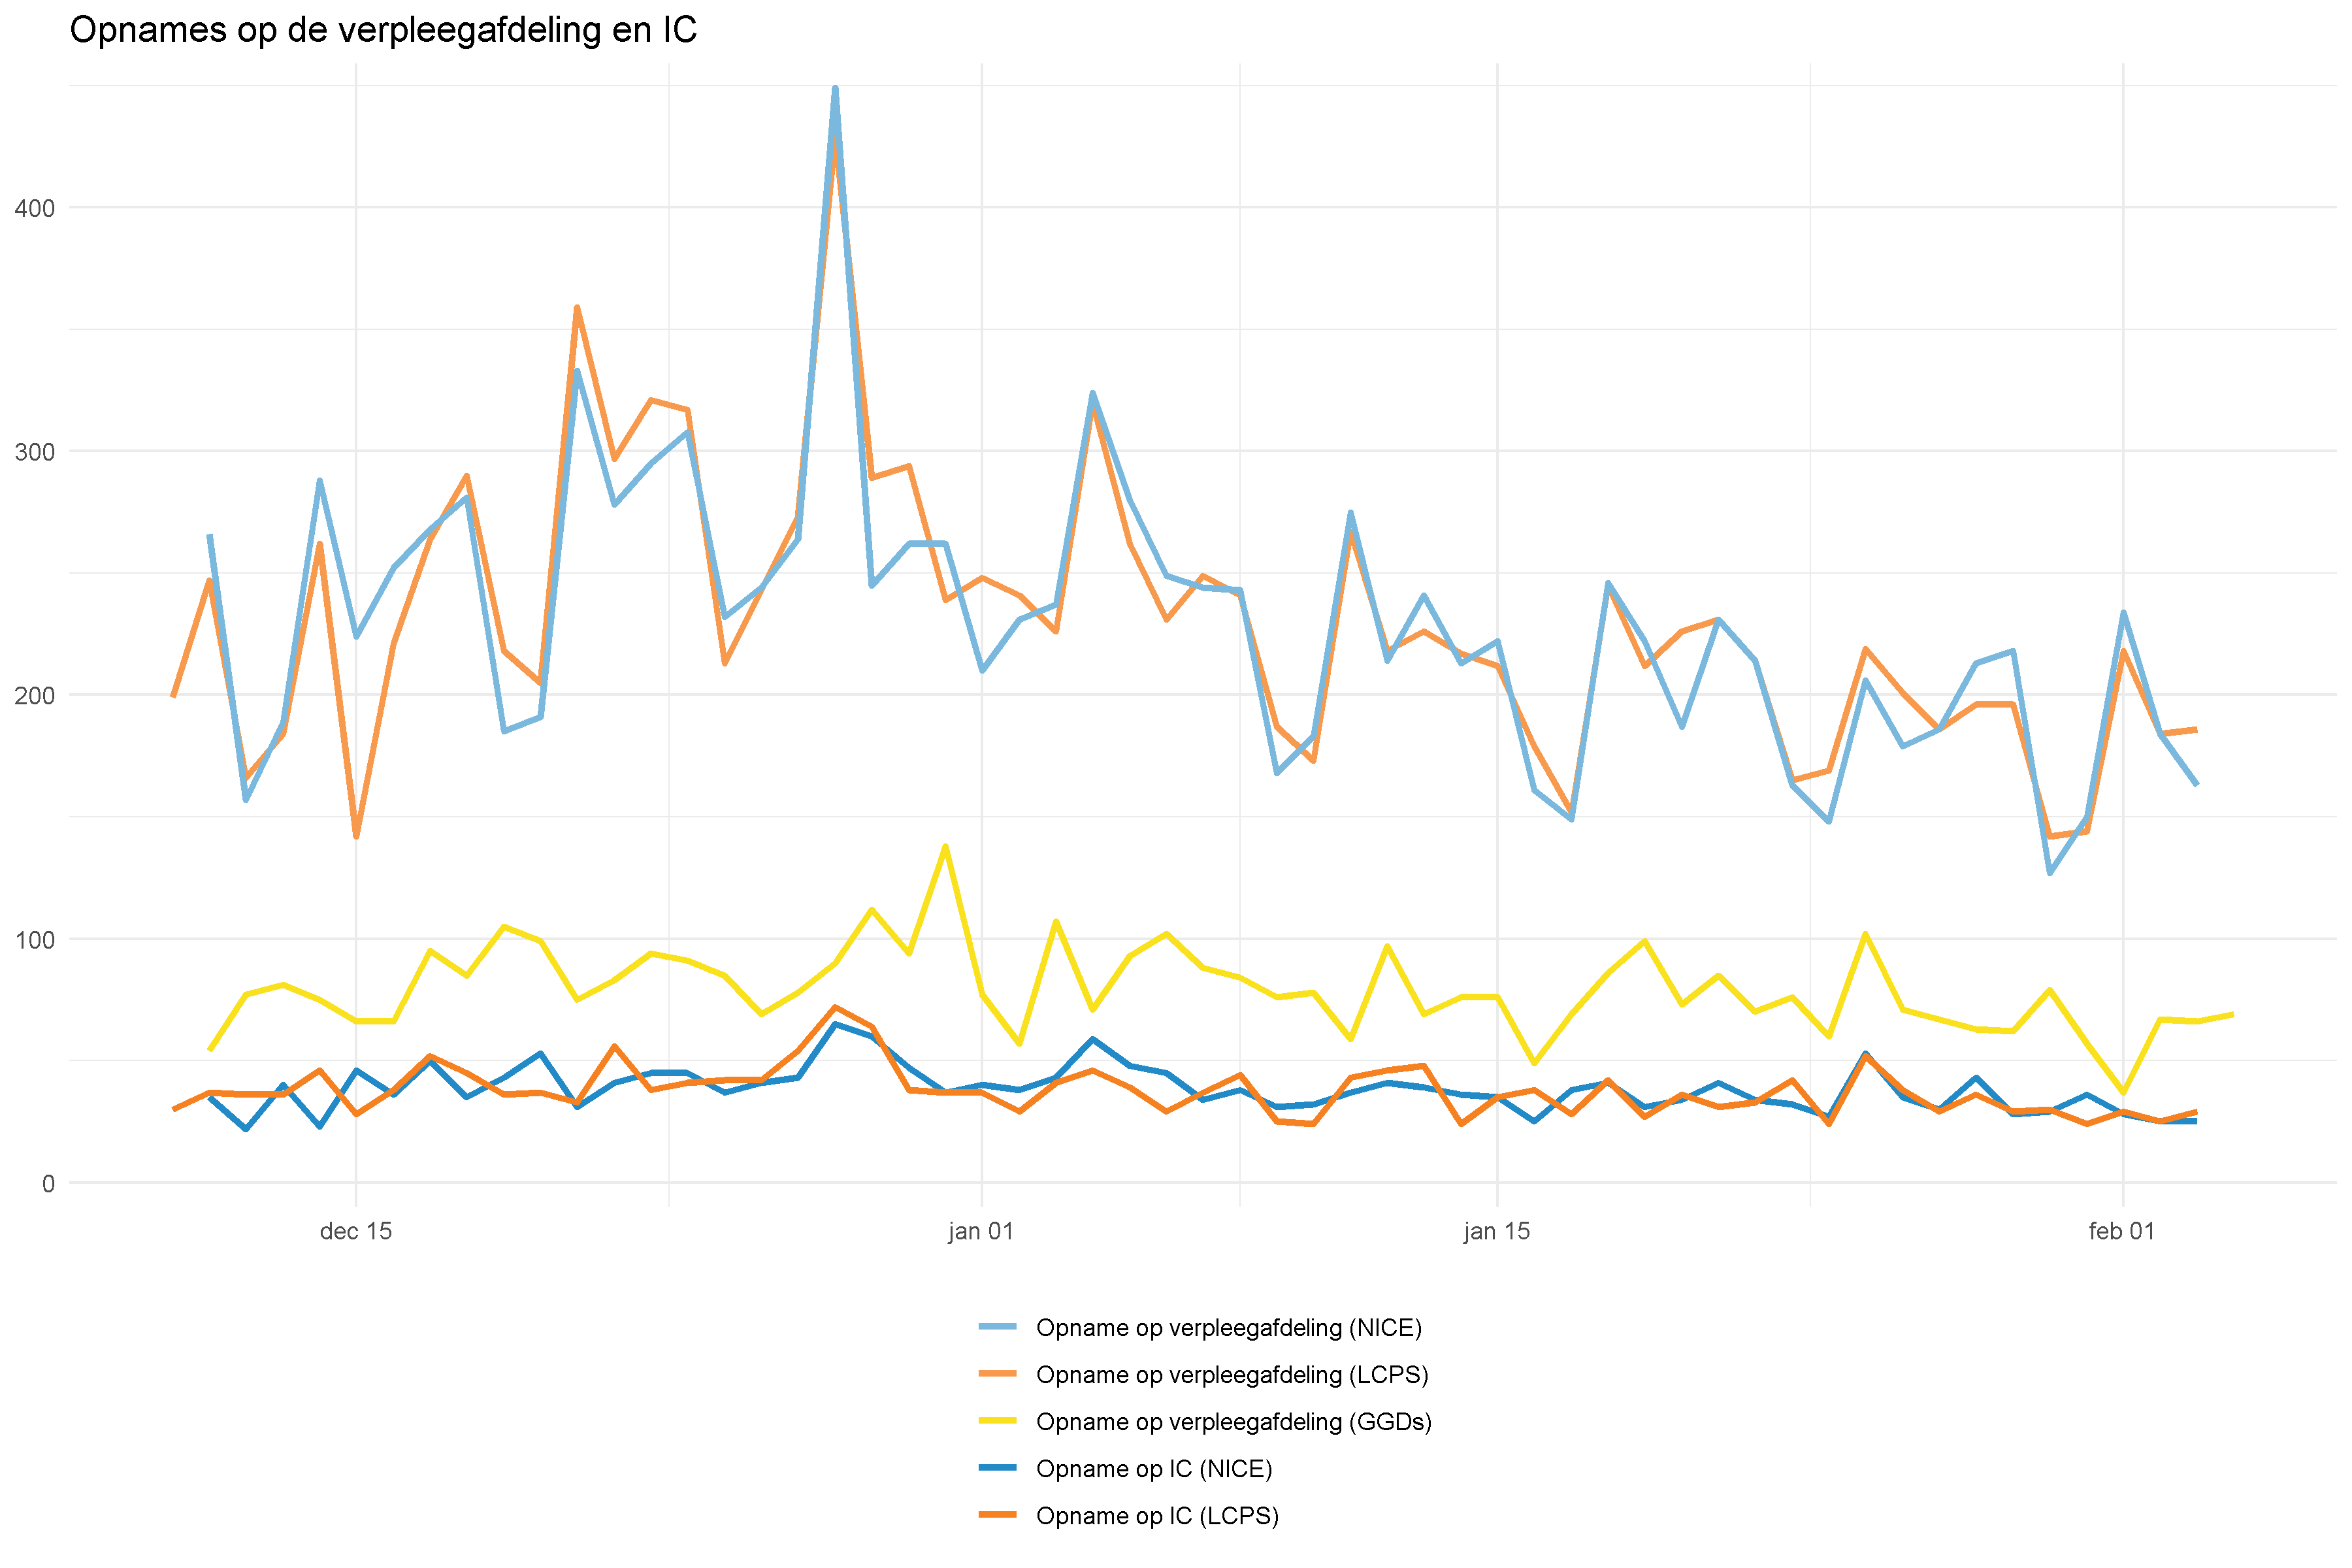 Opnames op de verpleegafdeling en IC
400
300
200
100
0
dec 15
jan 01
jan 15
feb 01
Opname op verpleegafdeling (NICE)
Opname op verpleegafdeling (LCPS)
Opname op verpleegafdeling (GGDs)
Opname op IC (NICE)
Opname op IC (LCPS)